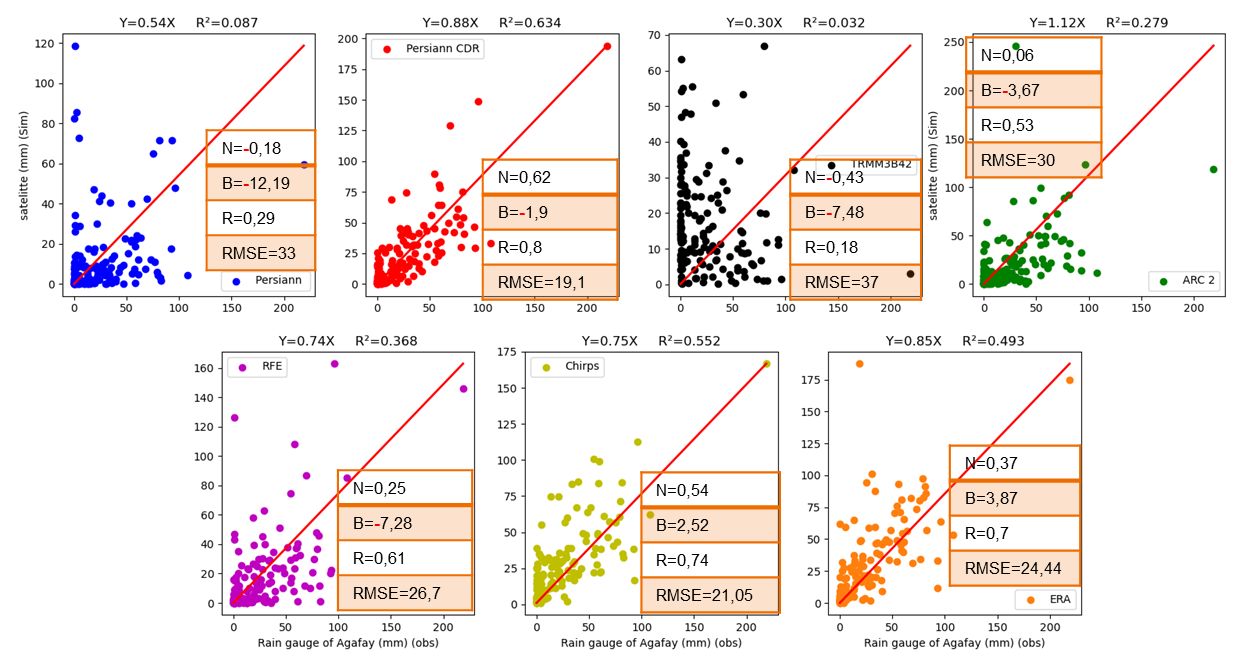 Y=0.54X R²=0.087
satelitte (mm) (Sim)
120
100
80
60
40
20
0
0 50 100 150 200
N=-0,18
B=-12,19
R=0,29
RMSE=33
Persiann
Y=0.88X R²=0.634
Persiann CDR
200
175
150
125
100
75
50
25
0
0 50 100 150 200
N=0,62
B=-1,9
R=0,8
RMSE=19,1
Y=0.30X R²=0.032
70
60
50
40
30
20
10
0
0 50 100 150 200
TRMM3B42
N=-0,43
B=-7,48
R=0,18
RMSE=37
Y=1.12X R²=0.279
satelitte (mm) (Sim)
250
200
150
100
50
0
0 50 100 150 200
N=0,06
B=-3,67
R=0,53
RMSE=30
ARC 2
Y=0.74X R²=0.368
RFE
160
140
120
100
80
60
40
20
0
0 50 100 150 200
N=0,25
B=-7,28
R=0,61
RMSE=26,7
Rain gauge of Agafay (mm) (obs)
Y=0.75X R²=0.552
Chirps
175
150
125
100
75
50
25
0
0 50 100 150 200
N=0,54
B=2,52
R=0,74
RMSE=21,05
Rain gauge of Agafay (mm) (obs)
Y=0.85X R²=0.493
175
150
125
100
75
50
25
0
0 50 100 150 200
N=0,37
B=3,87
R=0,7
RMSE=24,44
ERA
Rain gauge of Agafay (mm) (obs)